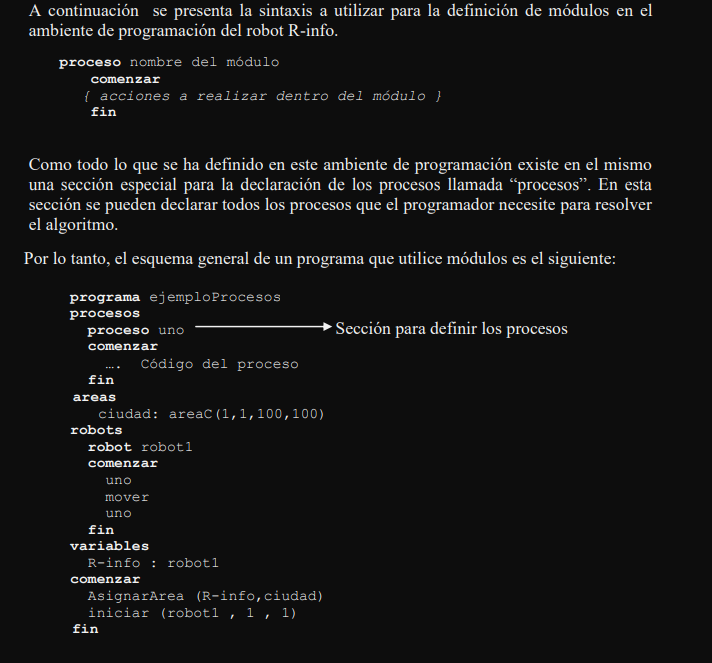 A continuación se presenta la sintaxis a utilizar para la definición de módulos en el
ambiente de programación del robot R-info.
proceso nombre del módulo
comenzar
{ acciones a realizar dentro del módulo }
fin
Como todo lo que se ha definido en este ambiente de programación existe en el mismo
una sección especial para la declaración de los procesos llamada “procesos”. En esta
sección se pueden declarar todos los procesos que el programador necesite para resolver
el algoritmo.
Por lo tanto, el esquema general de un programa que utilice módulos es el siguiente:
programa ejemploProcesos
procesos
proceso uno Sección para definir los procesos
comenzar
…. Código del proceso
fin
areas
ciudad: areaC(1,1,100,100)
robots
robot robot1
comenzar
uno
mover
uno
fin
variables
R-info : robot1
comenzar
AsignarArea (R-info,ciudad)
iniciar (robot1 , 1 , 1)
fin